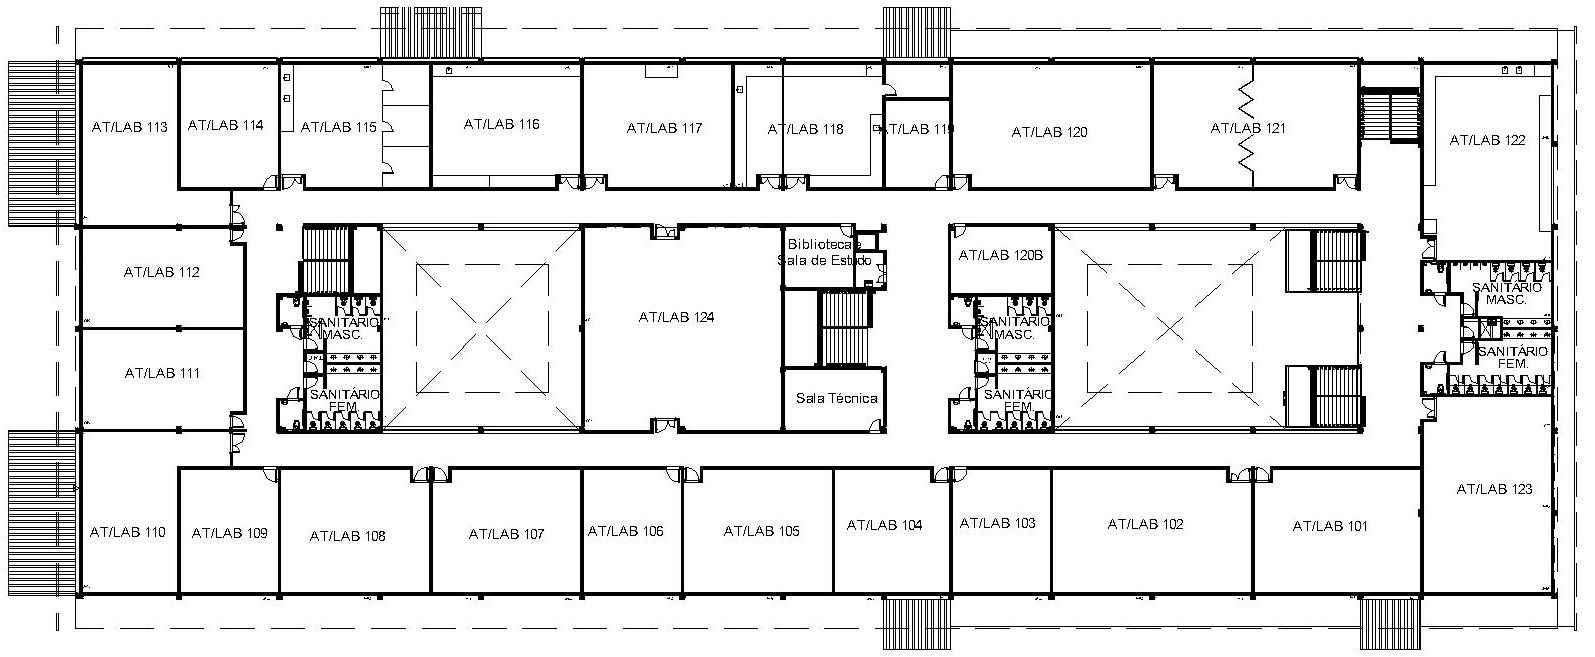 AT/LAB 113
AT/LAB 114
AT/LAB 115
AT/LAB 116
AT/LAB 117
AT/LAB 118
AT/LAB 119
AT/LAB 120
AT/LAB 121
AT/LAB 122
AT/LAB 112
AT/LAB 111
SANITÁRIO
MASC.
SANITÁRIO
FEM.
AT/LAB 124
Biblioteca e
Sala de Estudo
Sala Técnica
AT/LAB 120B
SANITÁRIO
MASC.
SANITÁRIO
FEM.
SANITÁRIO
MASC.
SANITÁRIO
FEM.
AT/LAB 123
AT/LAB 110
AT/LAB 109
AT/LAB 108
AT/LAB 107
AT/LAB 106
AT/LAB 105
AT/LAB 104
AT/LAB 103
AT/LAB 102
AT/LAB 101